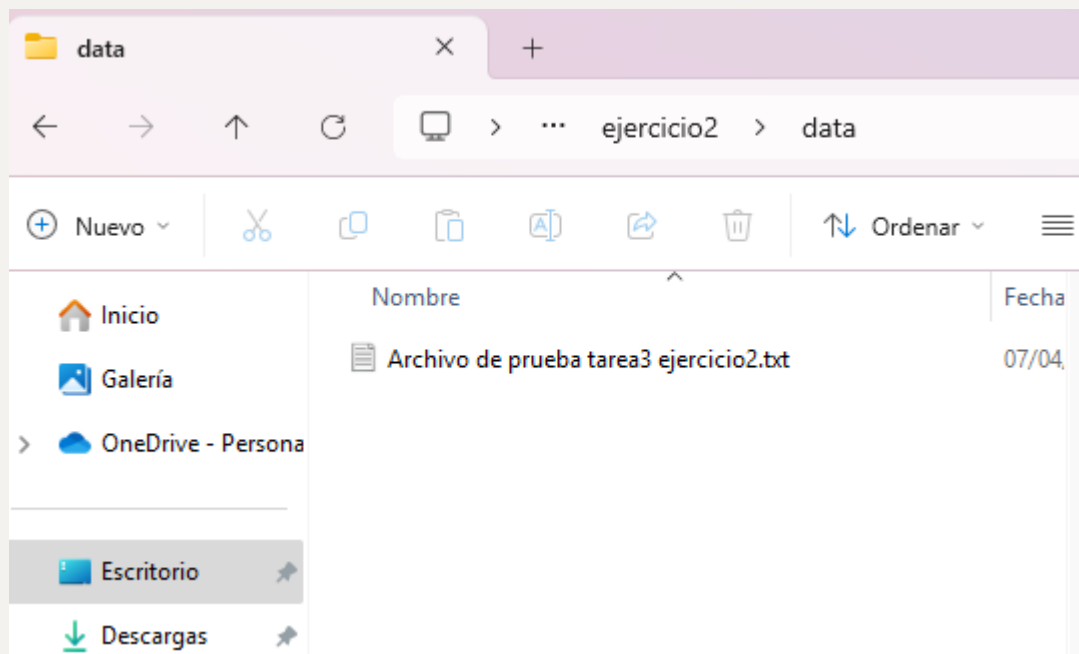 data
ejercicio2 > data
Nuevo
Ordenar
Inicio
Galería
OneDrive - Persona
Escritorio
Descargas
Nombre
Fecha
Archivo de prueba tarea3 ejercicio2.txt
07/04